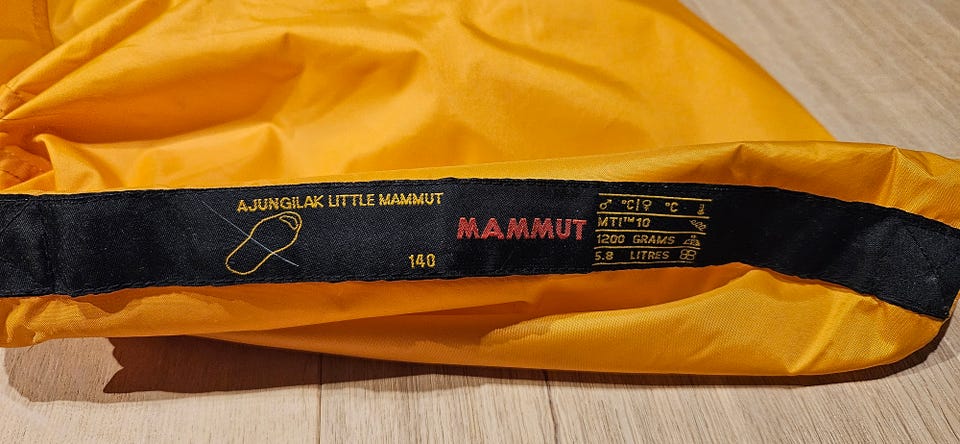 AJUNGILAK LITTLE MAMMUT
140
MAMMUT
♂ °C|♀ °C
MTI™10
1200 GRAMS
5.8 LITRES